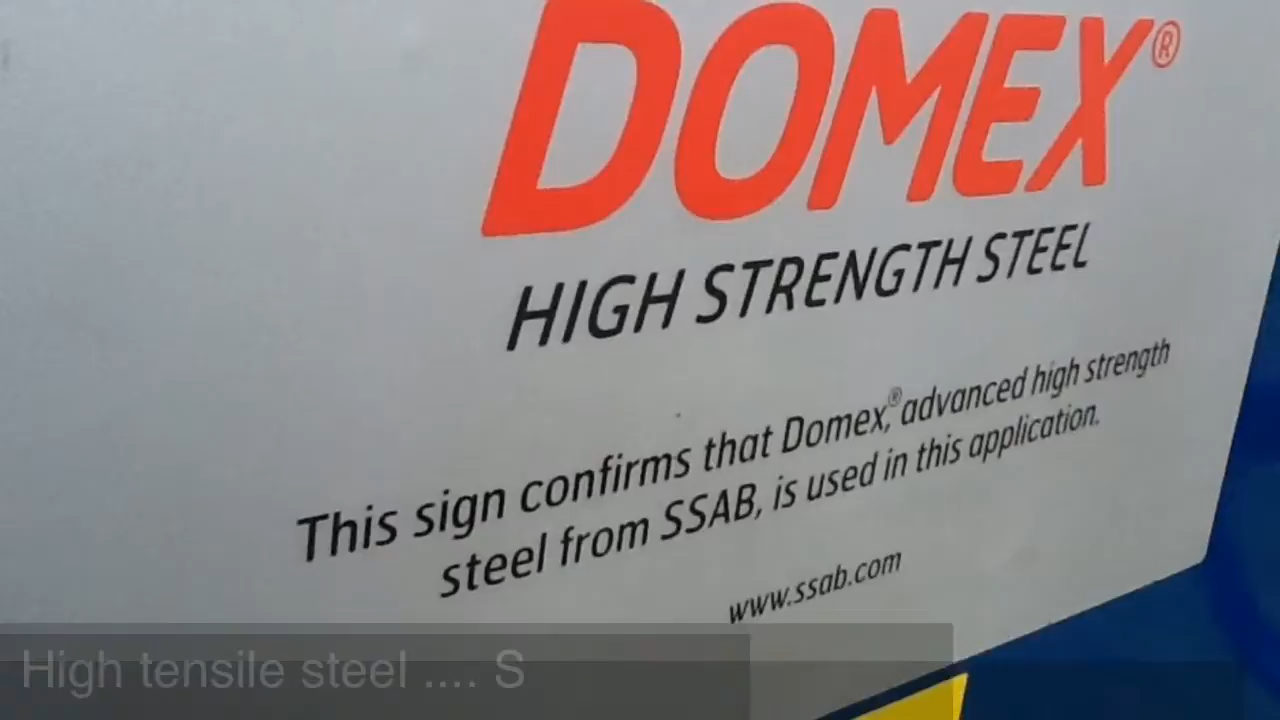 DOMEX®
HIGH STRENGTH STEEL
This sign confirms that Domex,® advanced high strength
steel from SSAB, is used in this application.
www.ssab.com
High tensile steel .... S